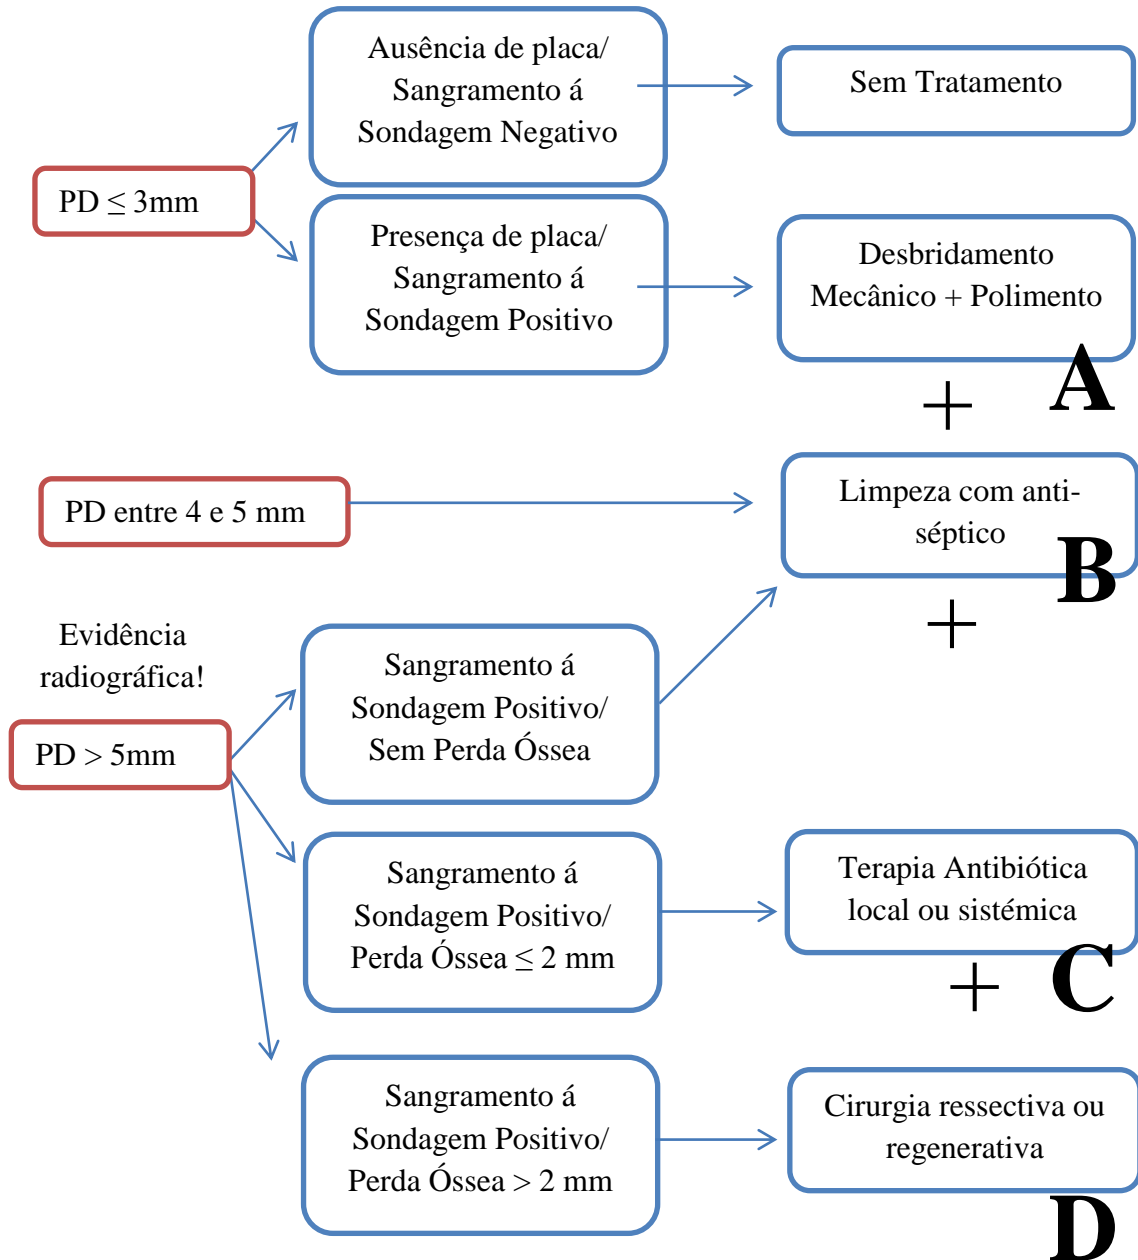 Ausência de placa/
Sangramento á
Sondagem Negativo
Sem Tratamento
PD ≤ 3mm
Presença de placa/
Sangramento á
Sondagem Positivo
Desbridamento
Mecânico + Polimento
A
+
PD entre 4 e 5 mm
Limpeza com anti-
séptico
B
+
Evidência
radiográfica!
PD > 5mm
Sangramento á
Sondagem Positivo/
Sem Perda Óssea
Sangramento á
Sondagem Positivo/
Perda Óssea ≤ 2 mm
Terapia Antibiótica
local ou sistémica
C
+
Sangramento á
Sondagem Positivo/
Perda Óssea > 2 mm
Cirurgia ressectiva ou
regenerativa
D